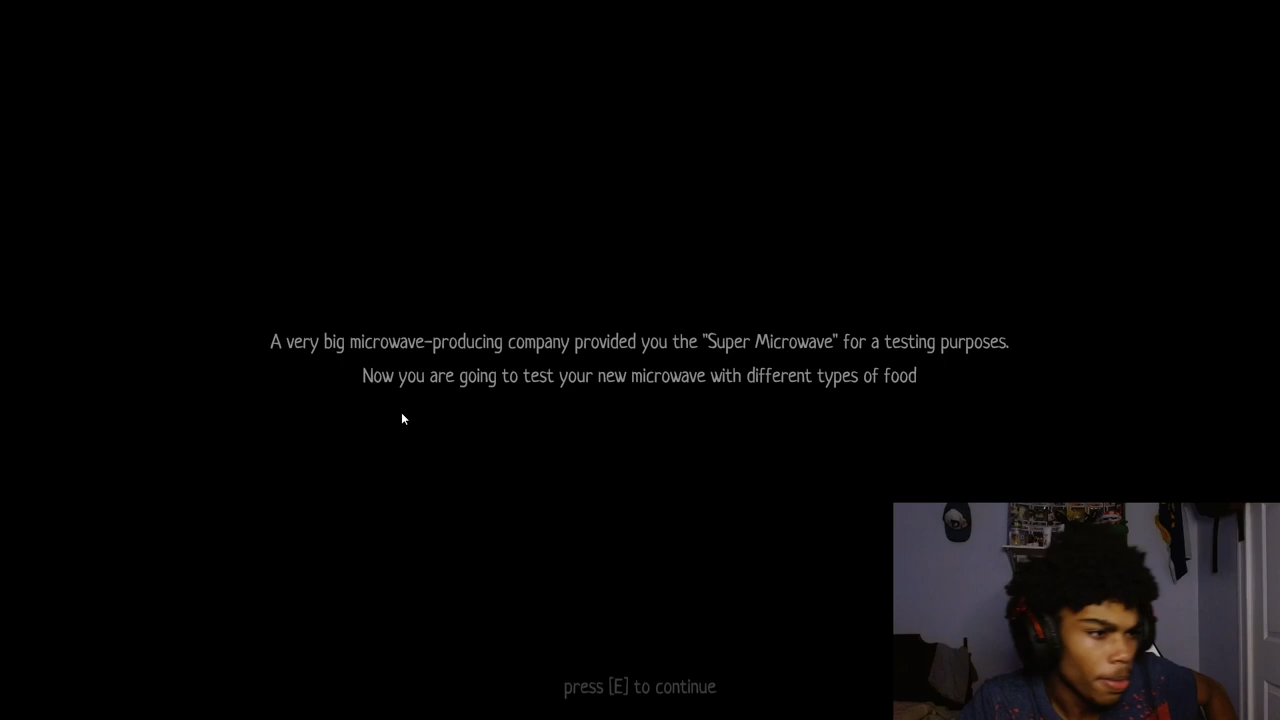 A very big microwave-producing company provided you the "Super Microwave" for a testing purposes.
Now you are going to test your new microwave with different types of food
press [E] to continue